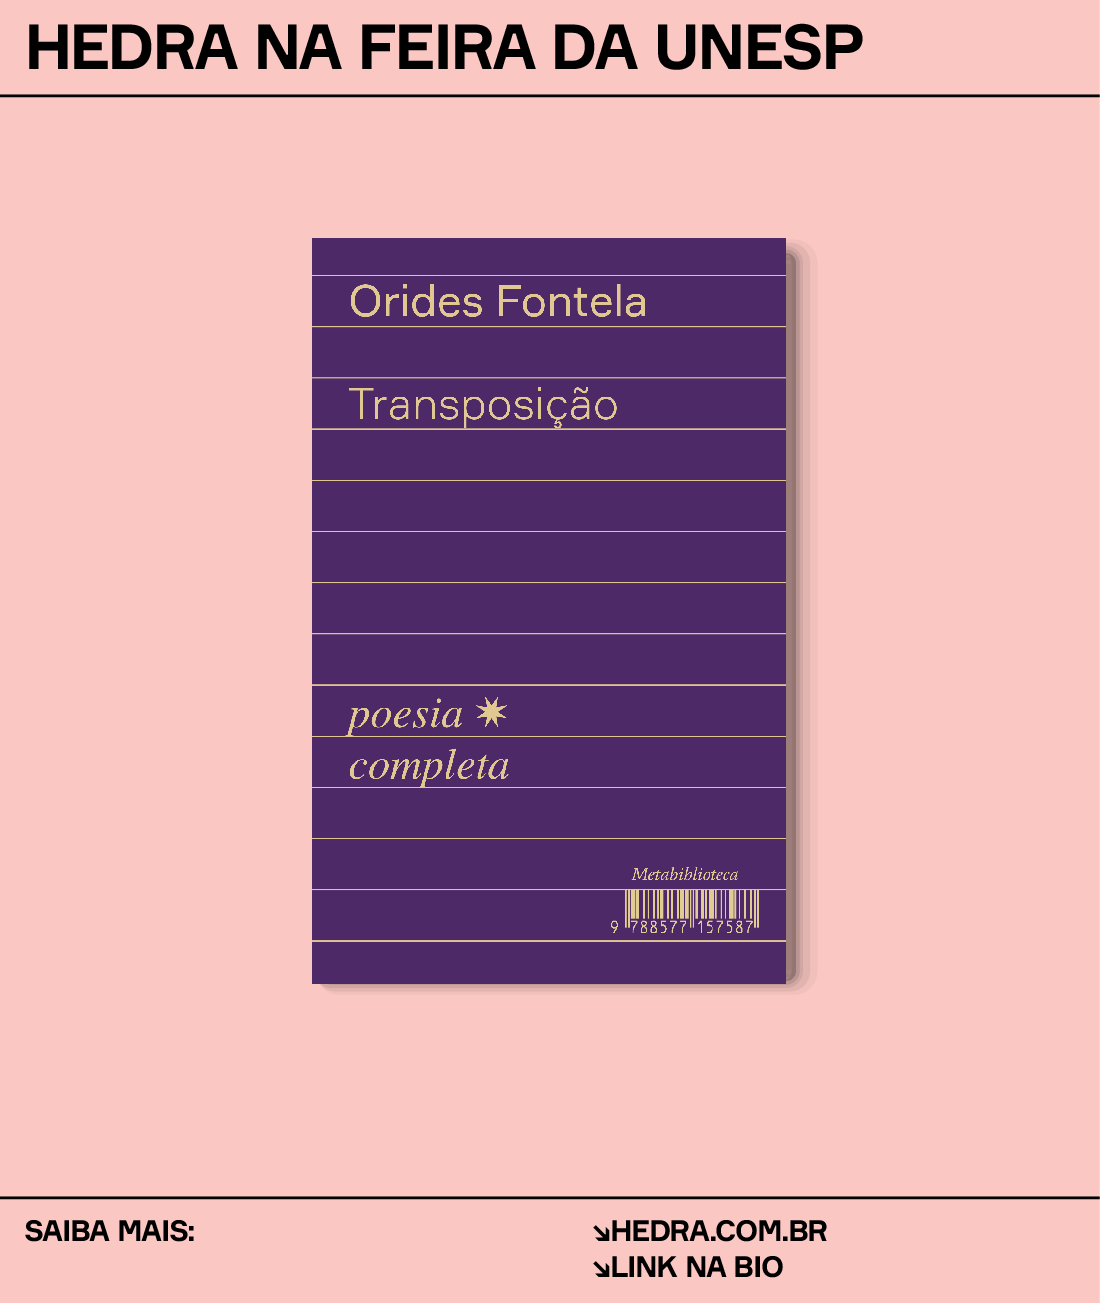 HEDRA NA FEIRA DA UNESP
Orides Fontela
Transposição
poesia ✷
completa
Metabiblioteca
9 788577 157587
SAIBA MAIS:
↘HEDRA.COM.BR
↘LINK NA BIO